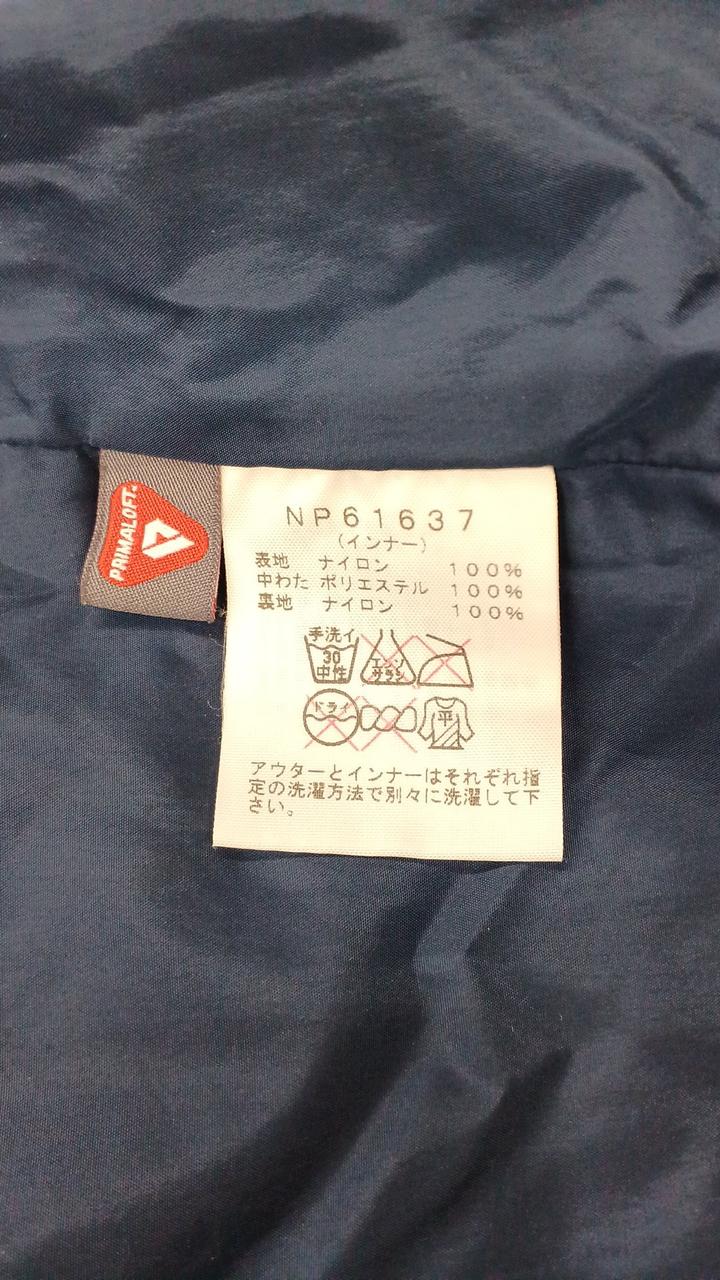 PRIMALOFT
NP61637
(インナー)
表地 ナイロン 100%
中わた ポリエステル 100%
裏地 ナイロン 100%
手洗イ
30
中性
エンソ
サラシ
ドライ
平
アウターとインナーはそれぞれ指
定の洗濯方法で別々に洗濯して下
さい。